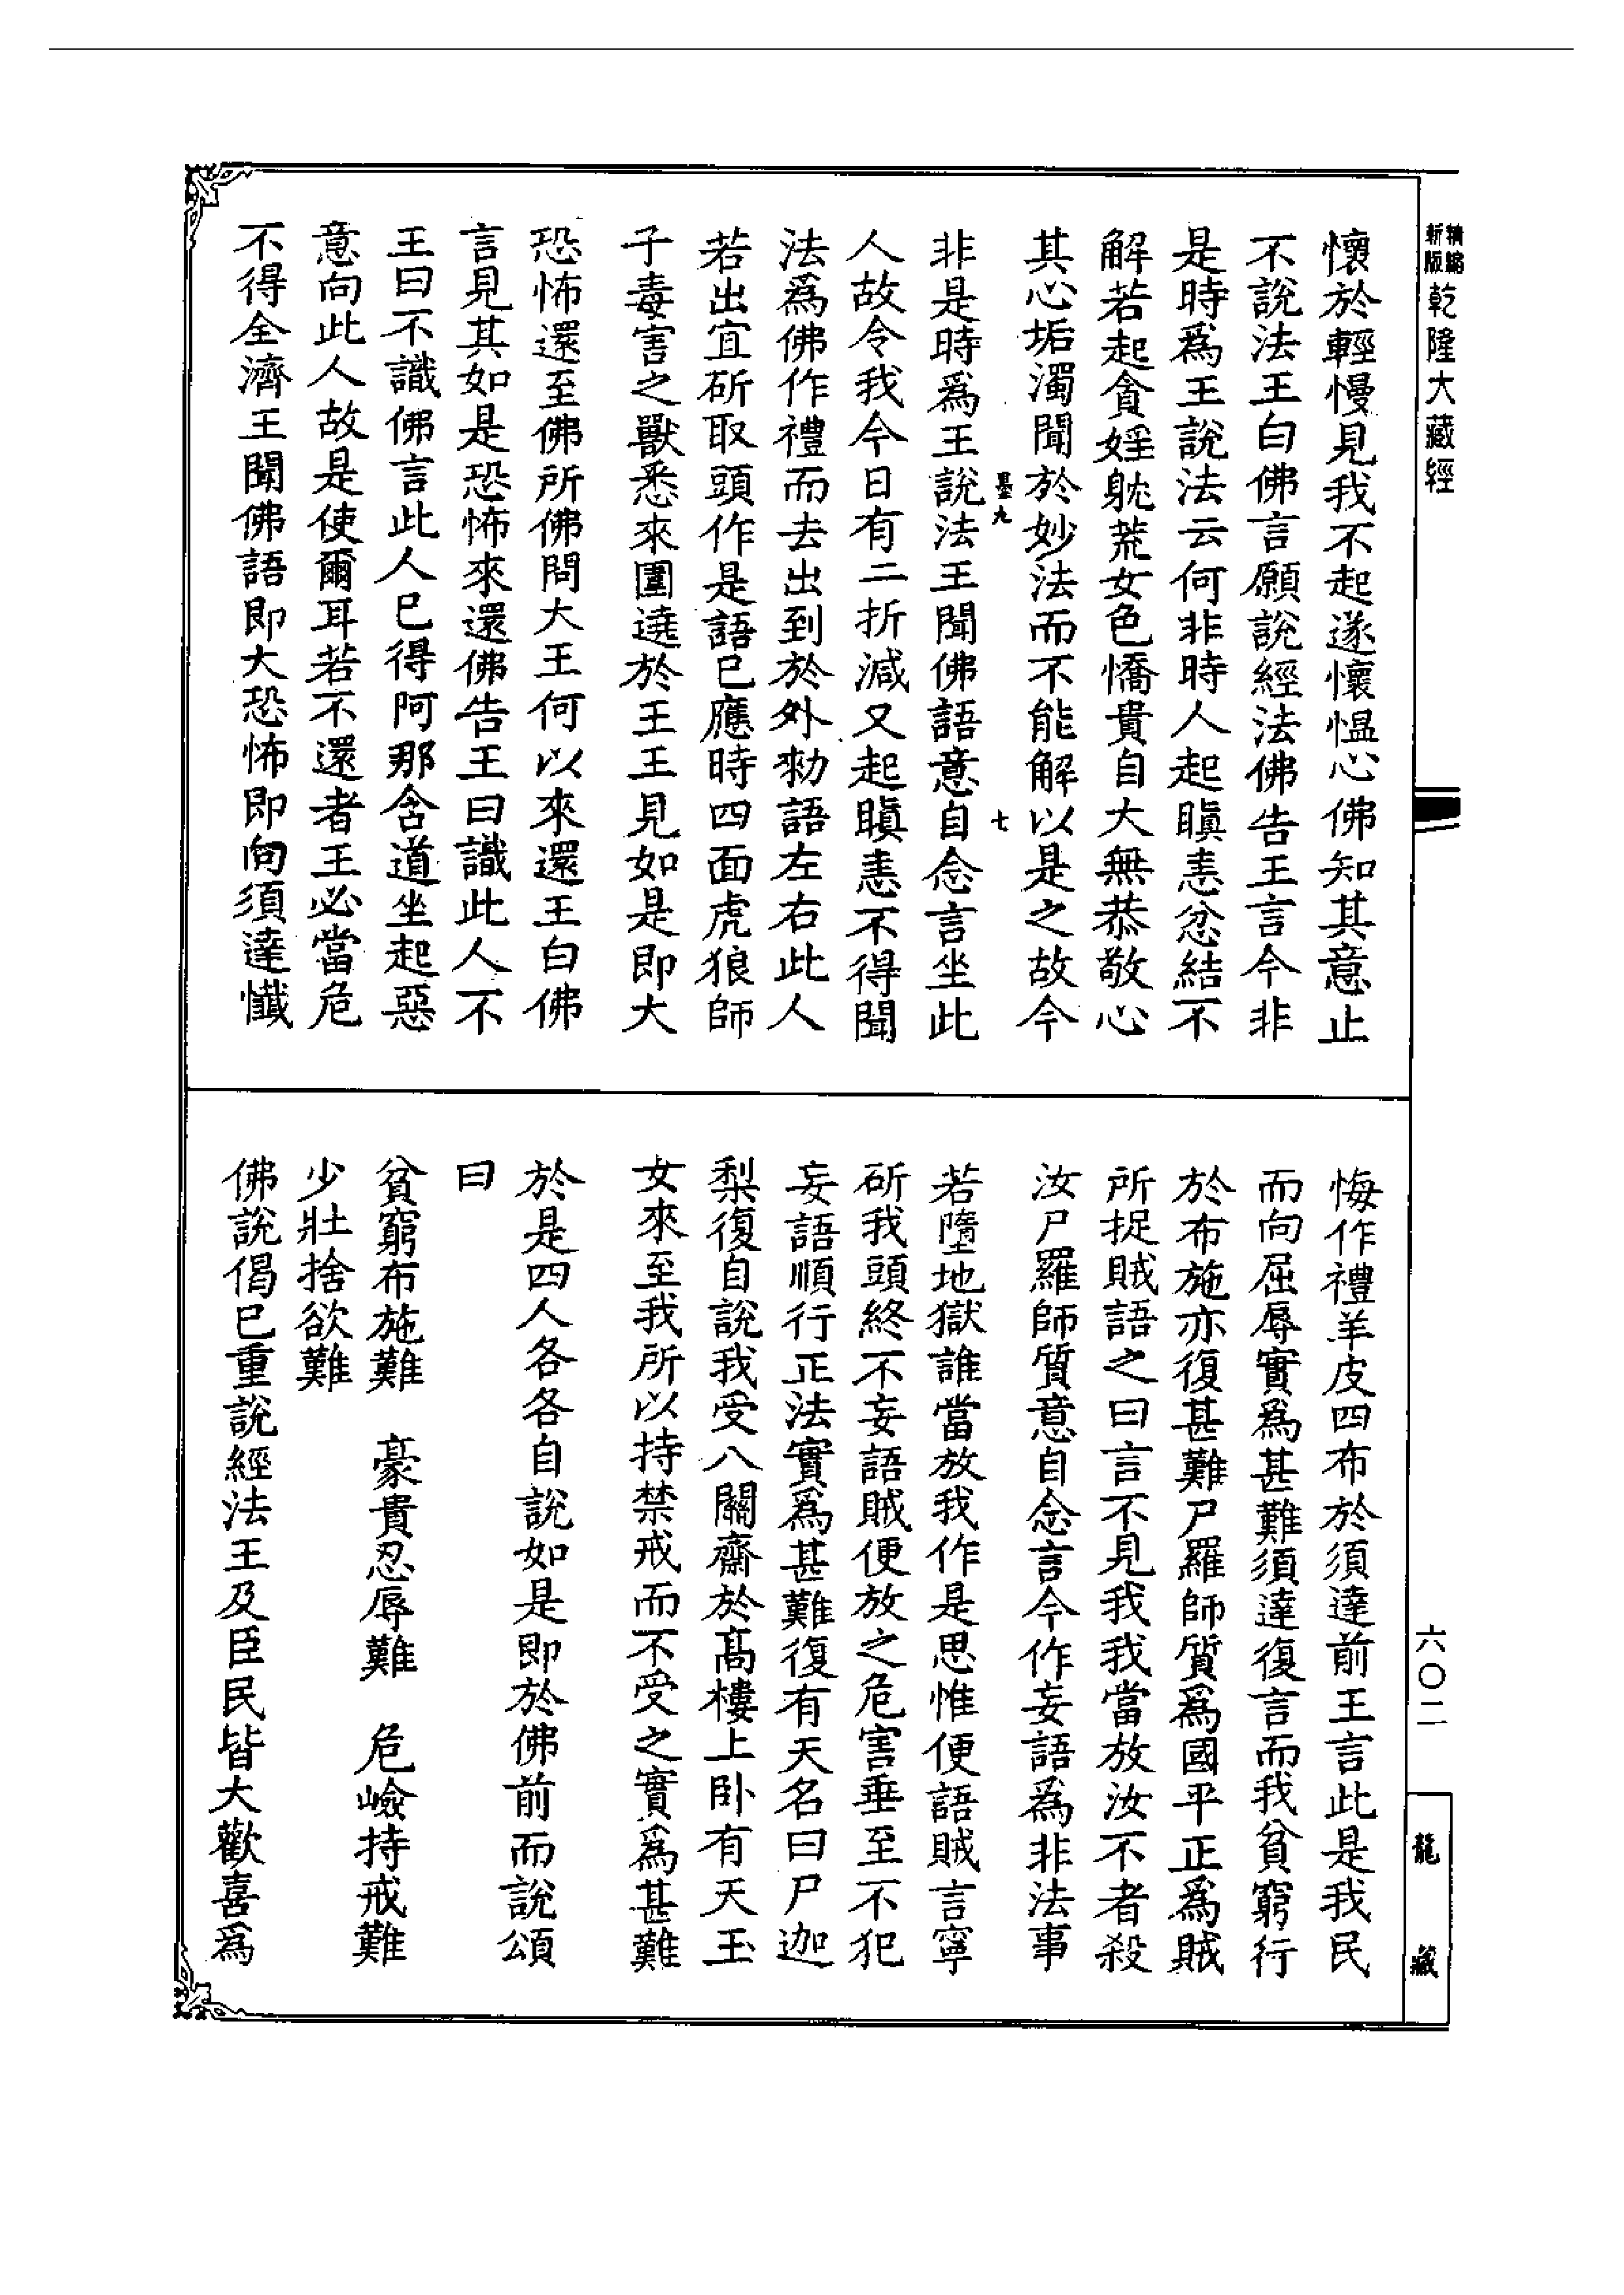 精縮
新版
乾隆大藏經
懷於輕慢見我不起遂懷愠心佛知其意止
不說法王白佛言願說經法佛告王言今非
是時爲王說法云何非時人起瞋恚忿結不
解若起貪婬躭荒女色憍貴自大無恭敬心
其心垢濁聞於妙法而不能解以是之故今
墨九
七
非是時爲王說法王聞佛語意自念言坐此
人故令我今日有二折減又起瞋恚不得聞
法爲佛作禮而去出到於外勑語左右此人
若出宜斫取頭作是語已應時四面虎狼師
子毒害之獸悉來圍遶於王王見如是即大
恐怖還至佛所佛問大王何以來還王白佛
言見其如是恐怖來還佛告王曰識此人不
王曰不識佛言此人已得阿那含道坐起惡
意向此人故是使爾耳若不還者王必當危
不得全濟王聞佛語即大恐怖即向須達懺
悔作禮羊皮四布於須達前王言此是我民
而向屈辱實爲甚難須達復言而我貧窮行
於布施亦復甚難尸羅師質爲國平正爲賊
所捉賊語之曰言不見我我當放汝不者殺
汝尸羅師質意自念言今作妄語爲非法事
若墮地獄誰當放我作是思惟便語賊言寧
斫我頭終不妄語賊便放之危害垂至不犯
妄語順行正法實爲甚難復有天名曰尸迦
梨復自說我受八關齋於高樓上卧有天玉
女來至我所以持禁戒而不受之實爲甚難
於是四人各各自說如是即於佛前而說頌
曰
貧窮布施難　豪貴忍辱難　危嶮持戒難
少壯捨欲難
佛說偈已重說經法王及臣民皆大歡喜爲
六〇二
龍藏